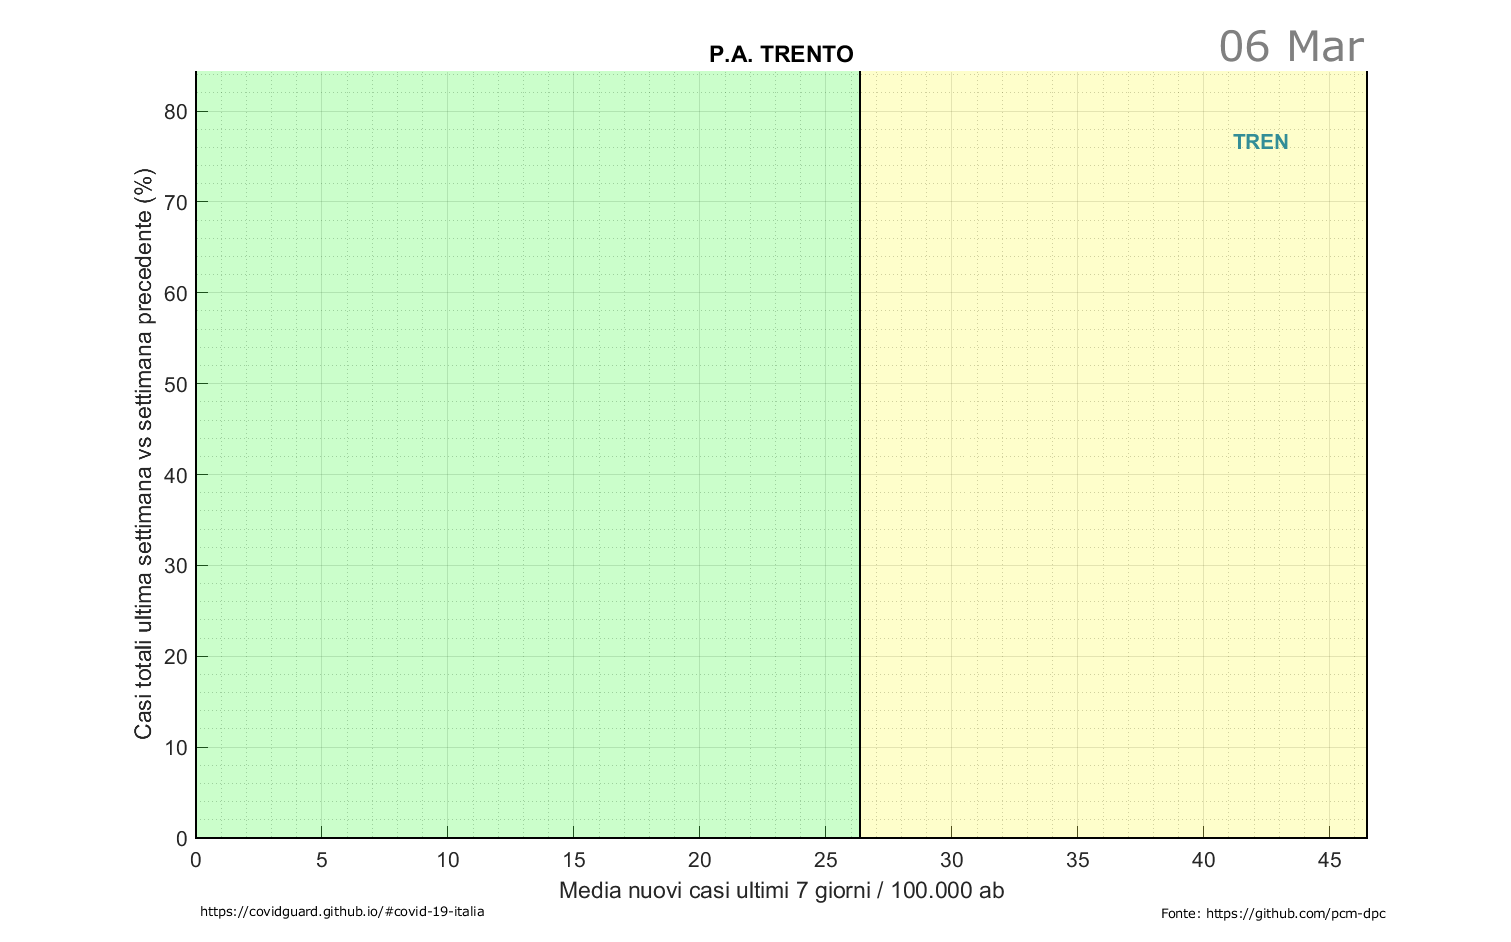 P.A. TRENTO
06 Mar
TREN
Casi totali ultima settimana vs settimana precedente (%)
80
70
60
50
40
30
20
10
0
0 5 10 15 20 25 30 35 40 45
Media nuovi casi ultimi 7 giorni / 100.000 ab
https://covidguard.github.io/#covid-19-italia
Fonte: https://github.com/pcm-dpc